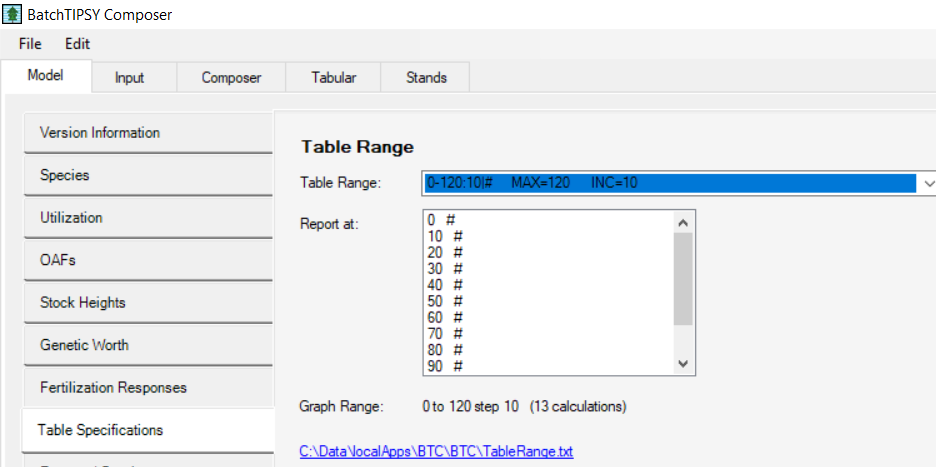 BatchTIPSY Composer
File Edit
Model Input Composer Tabular Stands
Version Information
Species
Utilization
OAFs
Stock Heights
Genetic Worth
Fertilization Responses
Table Specifications
Table Range
Table Range: 0-120:10|# MAX=120 INC=10
Report at:
0 #
10 #
20 #
30 #
40 #
50 #
60 #
70 #
80 #
90 #
Graph Range: 0 to 120 step 10 (13 calculations)
C:\Data\localApps\BTC\BTC\TableRange.txt